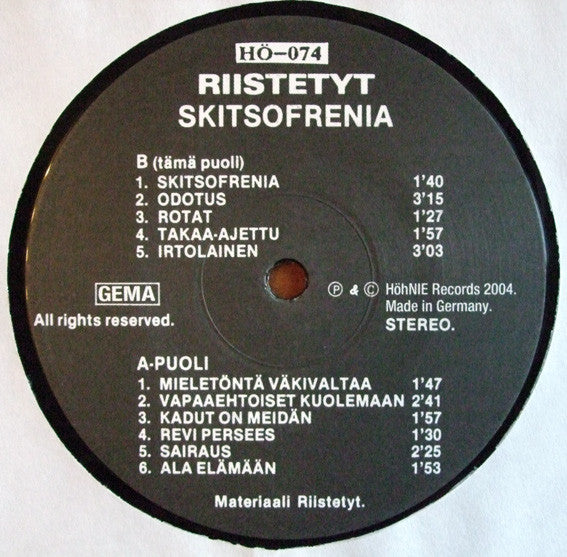 HÖ-074
RIISTETYT
SKITSOFRENIA
B (tämä puoli)
1. SKITSOFRENIA 1'40
2. ODOTUS 3'15
3. ROTAT 1'27
4. TAKAA-AJETTU 1'57
5. IRTOLAINEN 3'03
GEMA
All rights reserved.
Ⓟ & © HöhNIE Records 2004.
Made in Germany.
STEREO.
A-PUOLI
1. MIELETÖNTÄ VÄKIVALTAA 1'47
2. VAPAAEHTOISET KUOLEMAAN 2'41
3. KADUT ON MEIDÄN 1'57
4. REVI PERSEES 1'30
5. SAIRAUS 2'25
6. ALA ELÄMÄÄN 1'53
Materiaali Riistetyt.